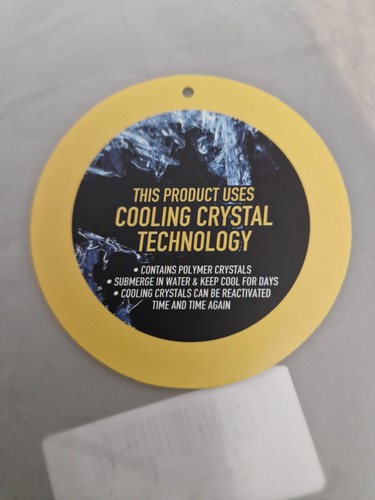 THIS PRODUCT USES
COOLING CRYSTAL
TECHNOLOGY
• CONTAINS POLYMER CRYSTALS
• SUBMERGE IN WATER & KEEP COOL FOR DAYS
• COOLING CRYSTALS CAN BE REACTIVATED
TIME AND TIME AGAIN